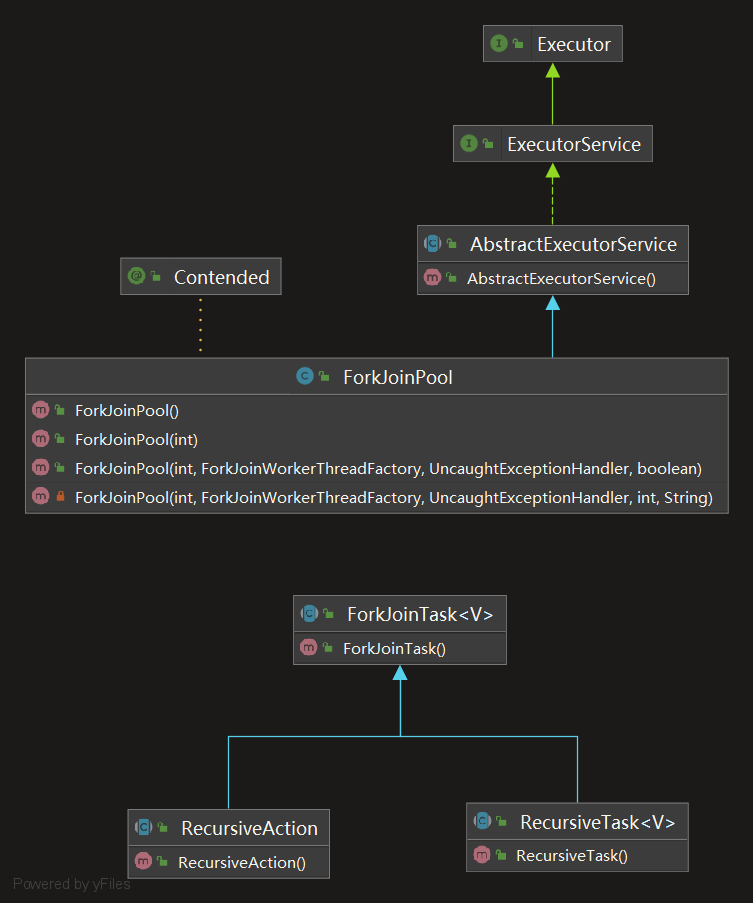 Executor
ExecutorService
AbstractExecutorService
AbstractExecutorService()
Contended
ForkJoinPool
ForkJoinPool()
ForkJoinPool(int)
ForkJoinPool(int, ForkJoinWorkerThreadFactory, UncaughtExceptionHandler, boolean)
ForkJoinPool(int, ForkJoinWorkerThreadFactory, UncaughtExceptionHandler, int, String)
ForkJoinTask<V>
ForkJoinTask()
RecursiveAction
RecursiveAction()
RecursiveTask<V>
RecursiveTask()
Powered by yFiles